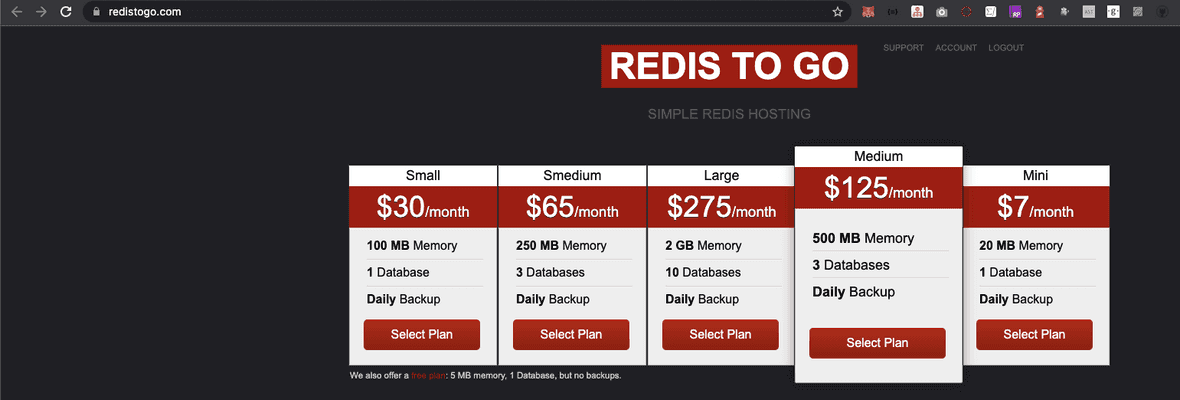 redistogo.com
SUPPORT ACCOUNT LOGOUT
REDIS TO GO
SIMPLE REDIS HOSTING
Small
$30/month
100 MB Memory
1 Database
Daily Backup
Select Plan
Smedium
$65/month
250 MB Memory
3 Databases
Daily Backup
Select Plan
Large
$275/month
2 GB Memory
10 Databases
Daily Backup
Select Plan
Medium
$125/month
500 MB Memory
3 Databases
Daily Backup
Select Plan
Mini
$7/month
20 MB Memory
1 Database
Daily Backup
Select Plan
We also offer a free plan: 5 MB memory, 1 Database, but no backups.